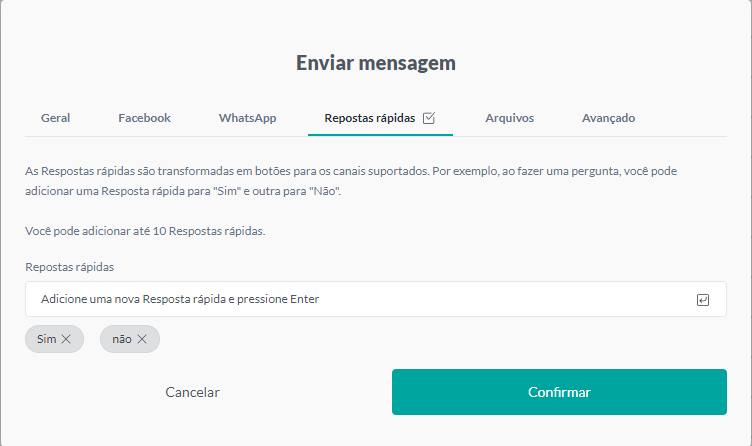 Enviar mensagem
Geral Facebook WhatsApp Repostas rápidas Arquivos Avançado
As Respostas rápidas são transformadas em botões para os canais suportados. Por exemplo, ao fazer uma pergunta, você pode
adicionar uma Resposta rápida para "Sim" e outra para "Não".
Você pode adicionar até 10 Respostas rápidas.
Repostas rápidas
Adicione uma nova Resposta rápida e pressione Enter
Sim não
Cancelar Confirmar